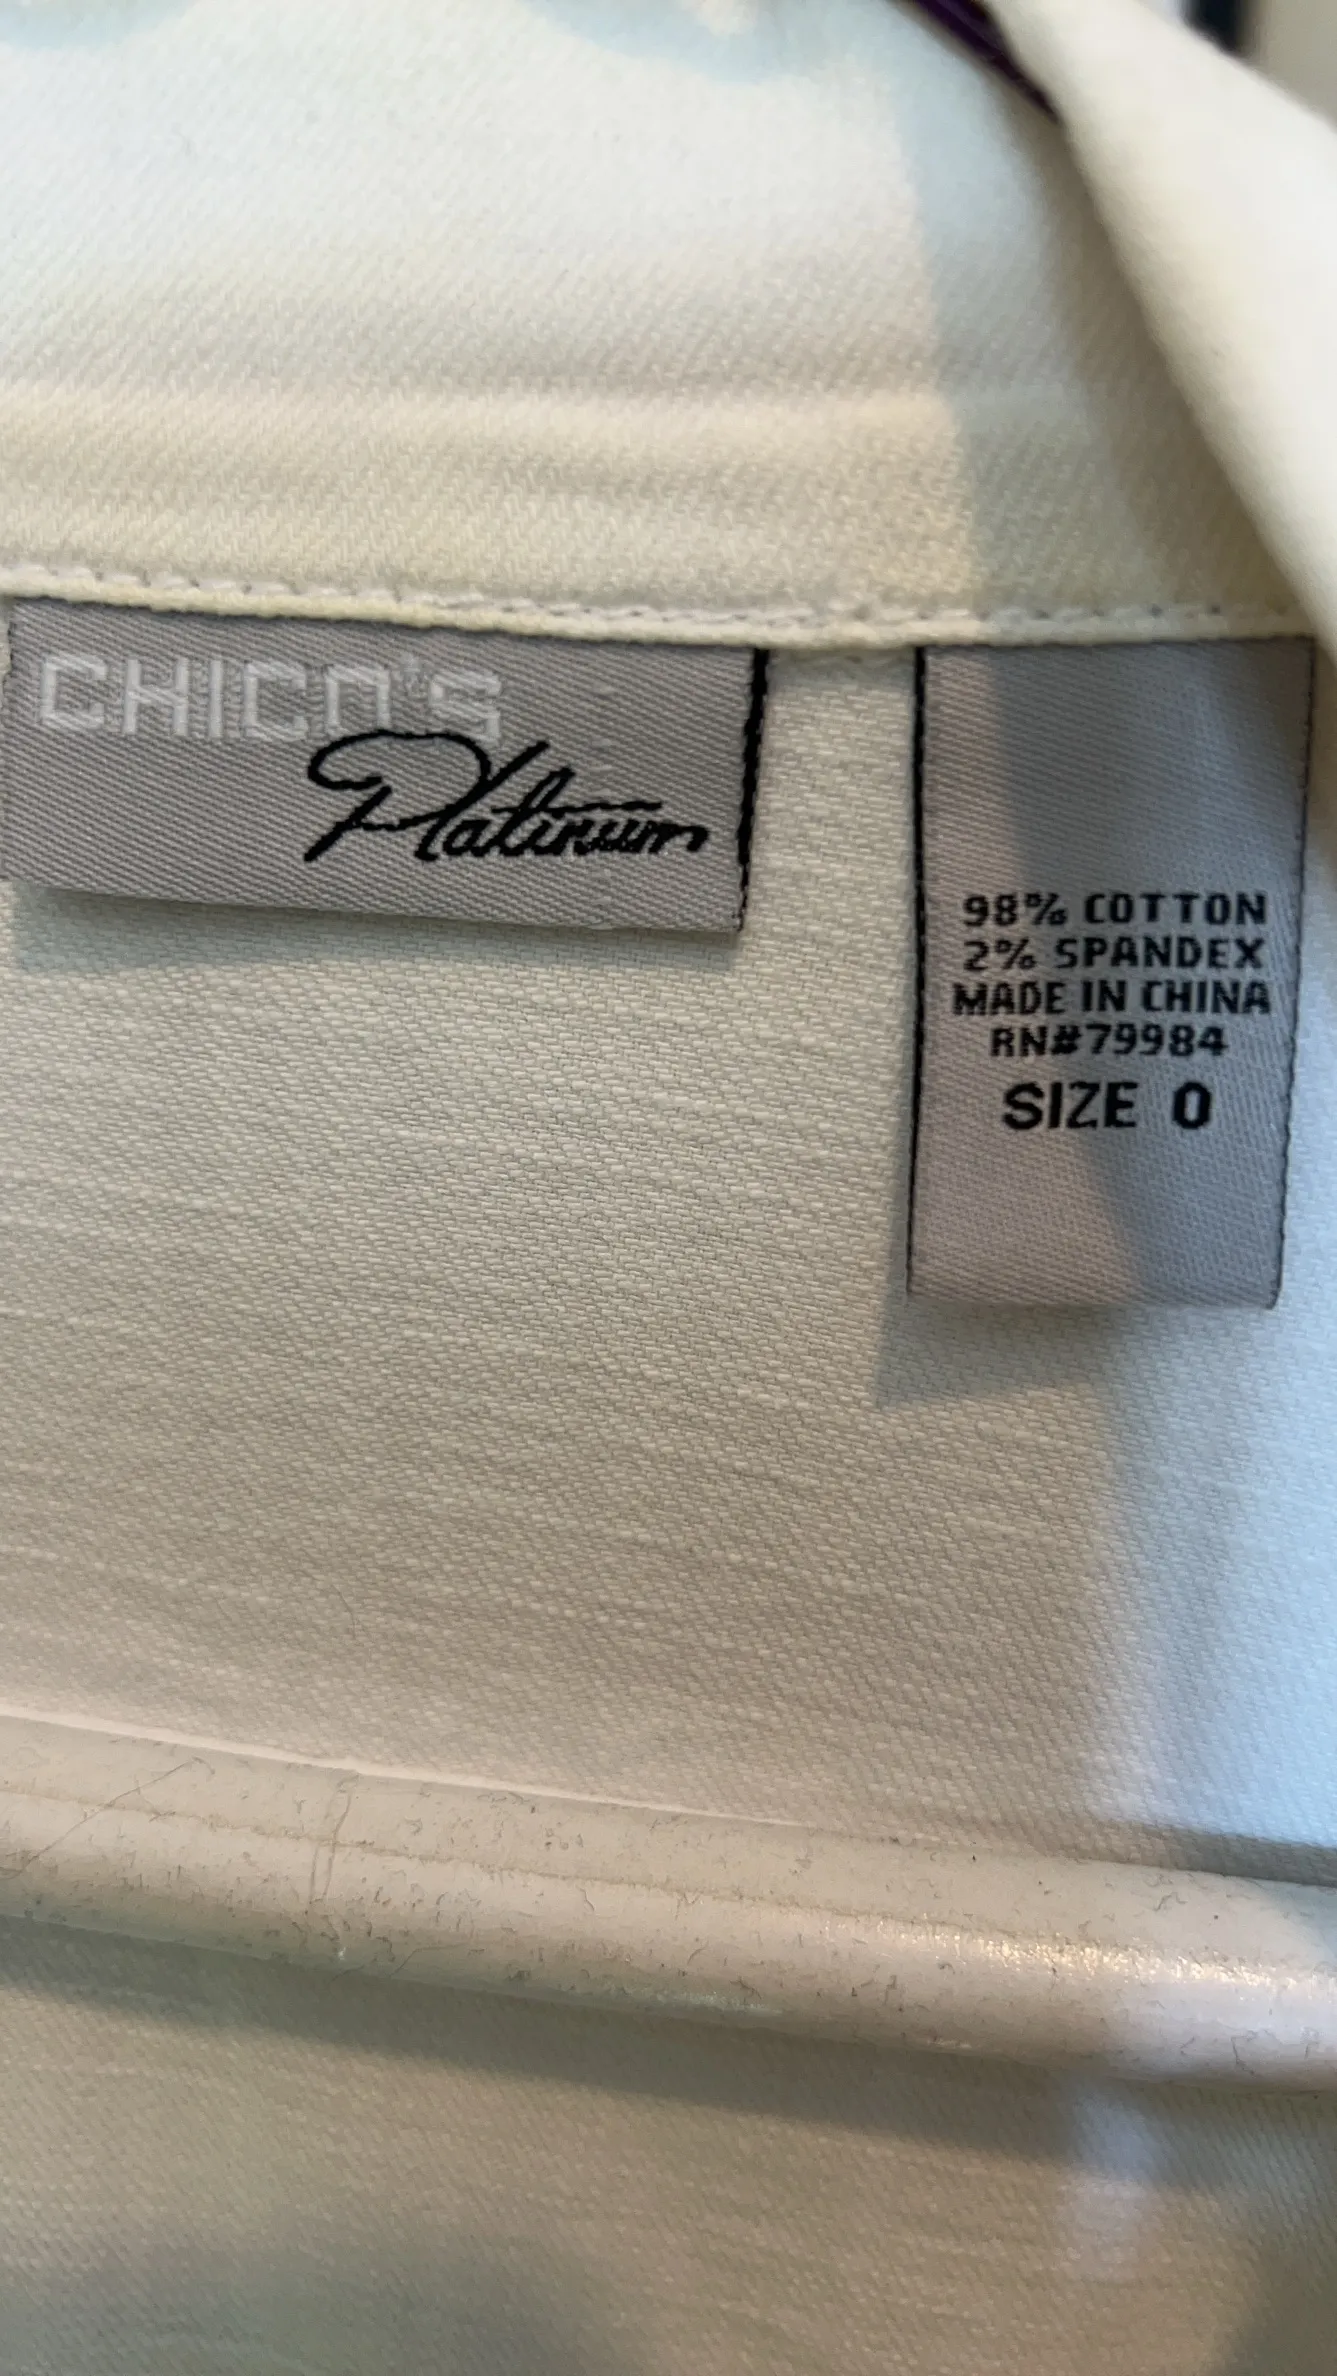 CHICO'S
Platinum
98% COTTON
2% SPANDEX
MADE IN CHINA
RN#79984
SIZE 0